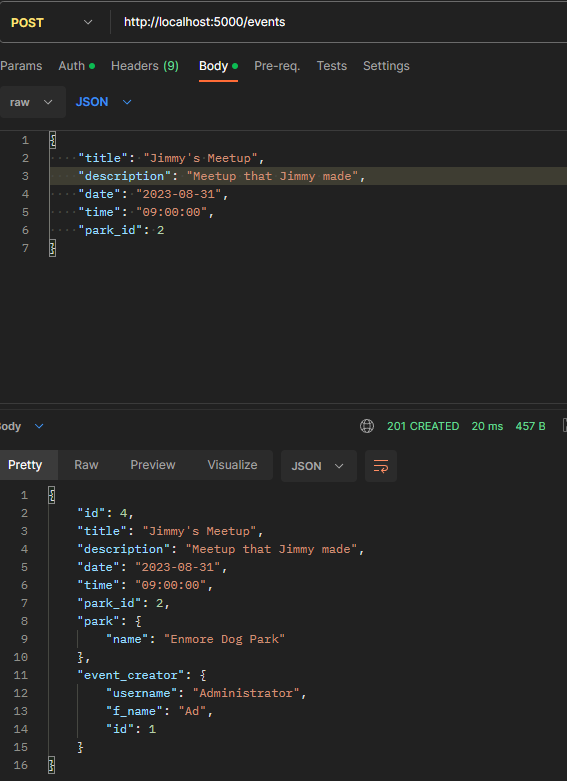 POST http://localhost:5000/events
Params Auth Headers (9) Body Pre-req. Tests Settings
raw JSON
1 {
2 "title": "Jimmy's Meetup",
3 "description": "Meetup that Jimmy made",
4 "date": "2023-08-31",
5 "time": "09:00:00",
6 "park_id": 2
7 }
Body 201 CREATED 20 ms 457 B
Pretty Raw Preview Visualize JSON
1 {
2 "id": 4,
3 "title": "Jimmy's Meetup",
4 "description": "Meetup that Jimmy made",
5 "date": "2023-08-31",
6 "time": "09:00:00",
7 "park_id": 2,
8 "park": {
9 "name": "Enmore Dog Park"
10 },
11 "event_creator": {
12 "username": "Administrator",
13 "f_name": "Ad",
14 "id": 1
15 }
16 }